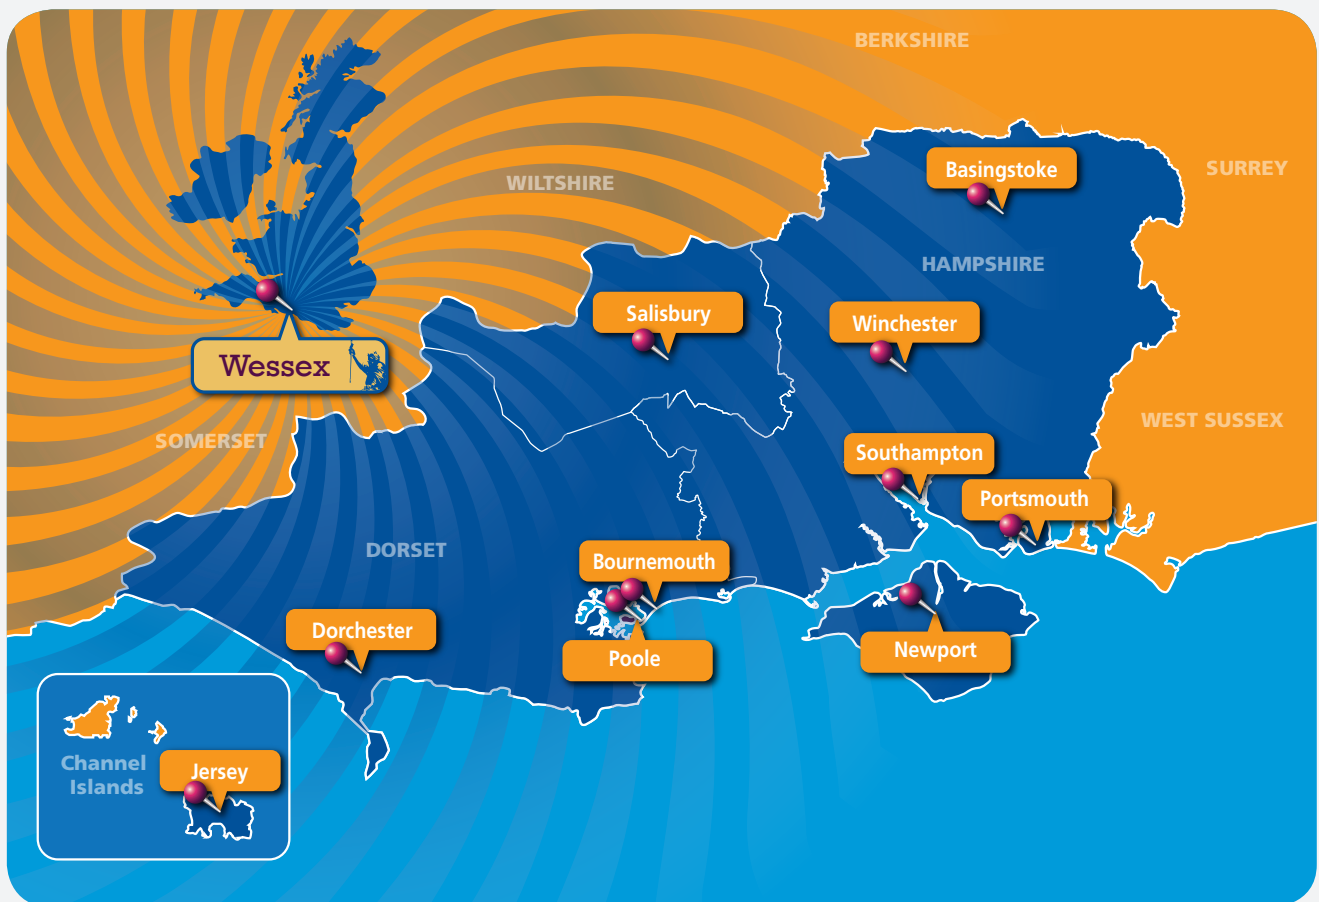 BERKSHIRE
Basingstoke
SURREY
WILTSHIRE
HAMPSHIRE
Salisbury
Winchester
Wessex
SOMERSET
WEST SUSSEX
Southampton
Portsmouth
DORSET
Bournemouth
Dorchester
Poole
Newport
Channel
Islands
Jersey